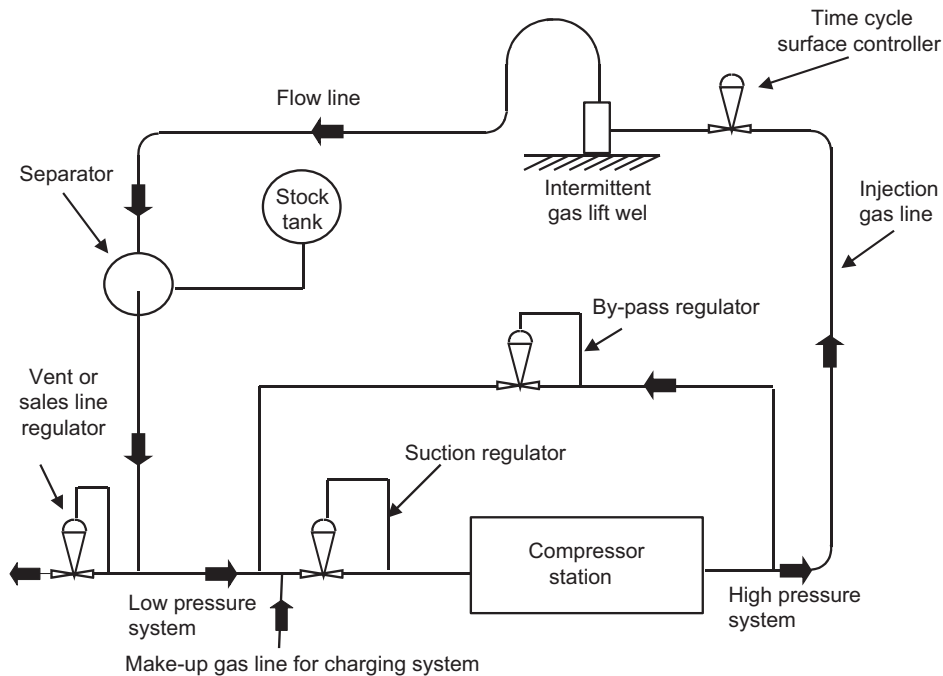 Time cycle
surface controller
Flow line
Separator
Stock
tank
Intermittent
gas lift wel
Injection
gas line
By-pass regulator
Vent or
sales line
regulator
Suction regulator
Compressor
station
Low pressure
system
High pressure
system
Make-up gas line for charging system